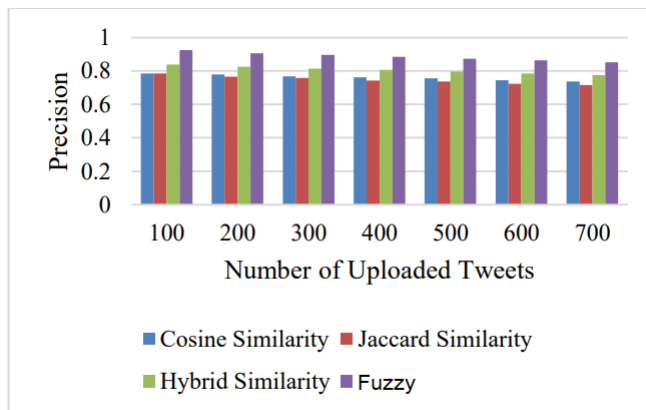 1
0.8
0.6
0.4
0.2
0
Precision
100 200 300 400 500 600 700
Number of Uploaded Tweets
Cosine Similarity Jaccard Similarity
Hybrid Similarity Fuzzy